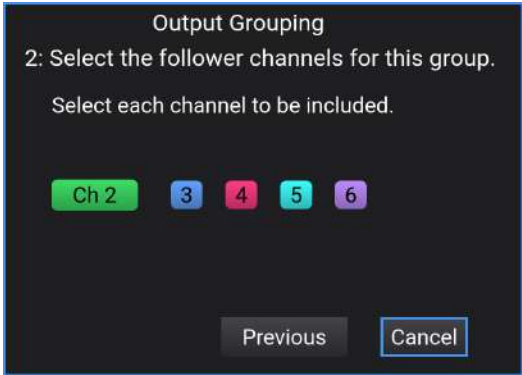 Output Grouping
2: Select the follower channels for this group.
Select each channel to be included.
Ch 2 3 4 5 6
Previous Cancel